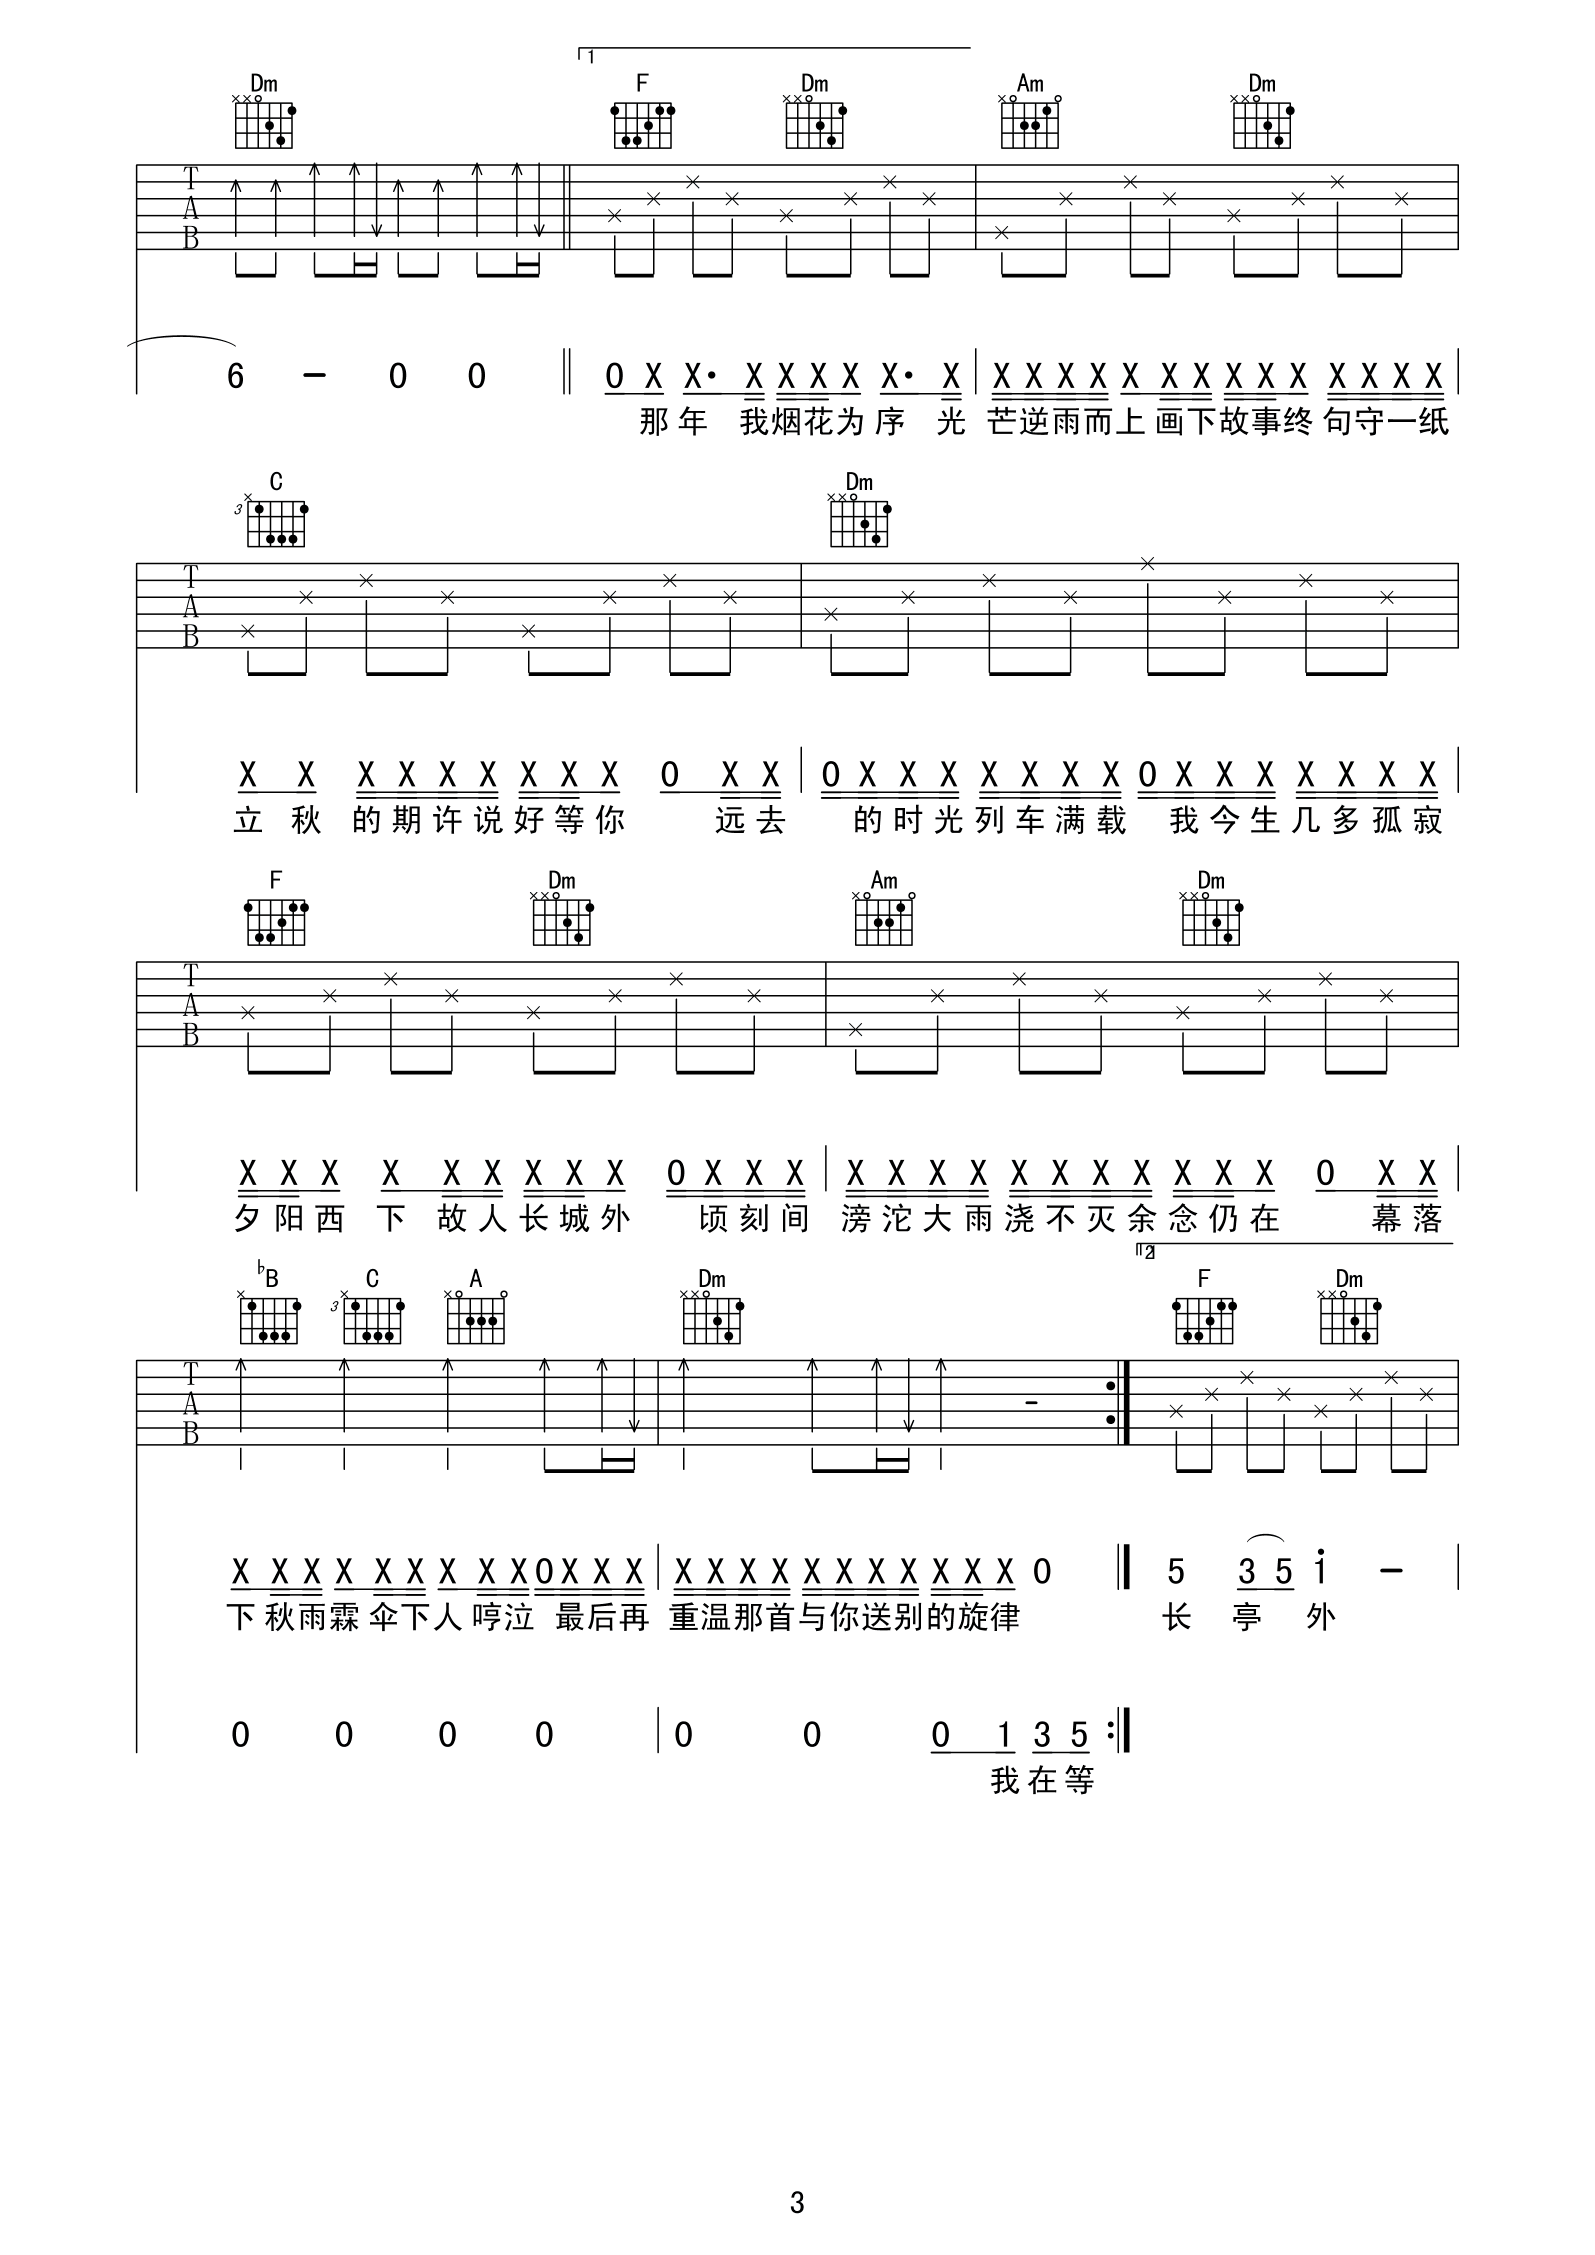 1
Dm F Dm Am Dm
T A B
6 - 0 0 0 X X· X X X X X· X X X X X X X X X X X X X X X
那 年 我 烟 花 为 序 光 芒 逆 雨 而 上 画 下 故 事 终 句 守 一 纸
C Dm
3
T A B
X X X X X X X X X 0 X X 0 X X X X X X X 0 X X X X X X X
立 秋 的 期 许 说 好 等 你 远 去 的 时 光 列 车 满 载 我 今 生 几 多 孤 寂
F Dm Am Dm
T A B
X X X X X X X X X 0 X X X X X X X X X X X X X X 0 X X
夕 阳 西 下 故 人 长 城 外 顷 刻 间 滂 沱 大 雨 浇 不 灭 余 念 仍 在 幕 落
2
♭B C A Dm F Dm
3
T A B
X X X X X X X X X 0 X X X X X X X X X X X X X X 0 5 3 5 1 -
下 秋 雨 霖 伞 下 人 哼 泣 最 后 再 重 温 那 首 与 你 送 别 的 旋 律 长 亭 外
0 0 0 0 0 0 0 1 3 5
我 在 等
3